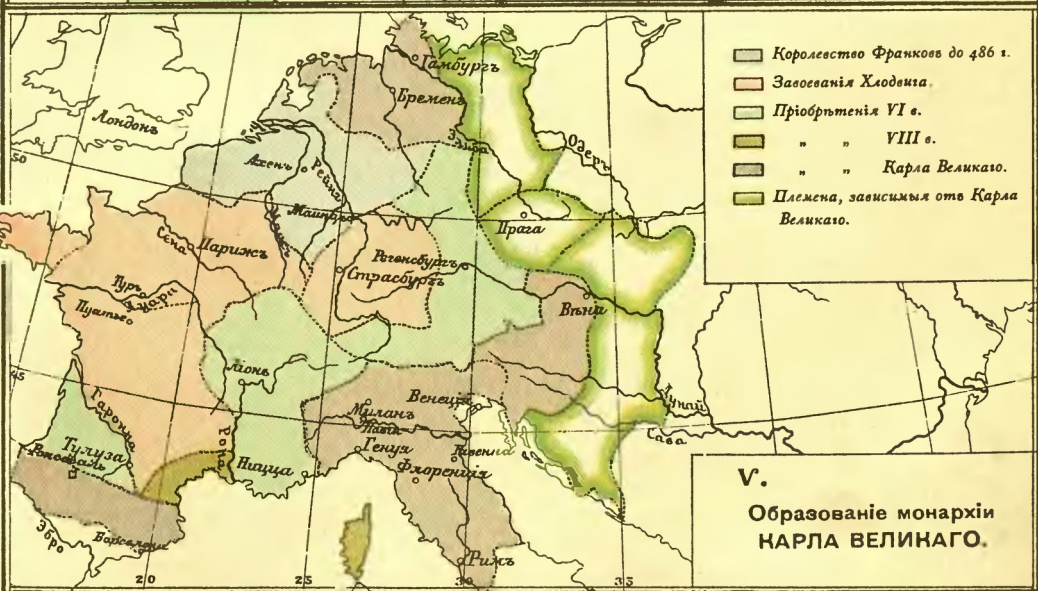 Королевство Франковъ до 486 г.
Завоеванія Хлодвига.
Пріобрѣтенія VI в.
„ „ VIII в.
„ „ Карла Великаго.
Племена, зависимыя отъ Карла
Великаго.
Гамбургъ
Бременъ
Лондонъ
Эльба
Одеръ
50
Ахенъ
Рейнъ
Майнцъ
Прага
Сена
Парижъ
Регенсбургъ
Страсбургъ
Туръ
Луари
Пуатье
Вѣна
45
Ліонъ
Гаронна
Венеція
Миланъ
Павія
Дунай
Сава
Рона
Тулуза
Ронсеваль
Ницца
Генуя
Равенна
Флоренція
Эбро
Барселона
Римъ
20
25
30
35
V.
Образованіе монархіи
КАРЛА ВЕЛИКАГО.